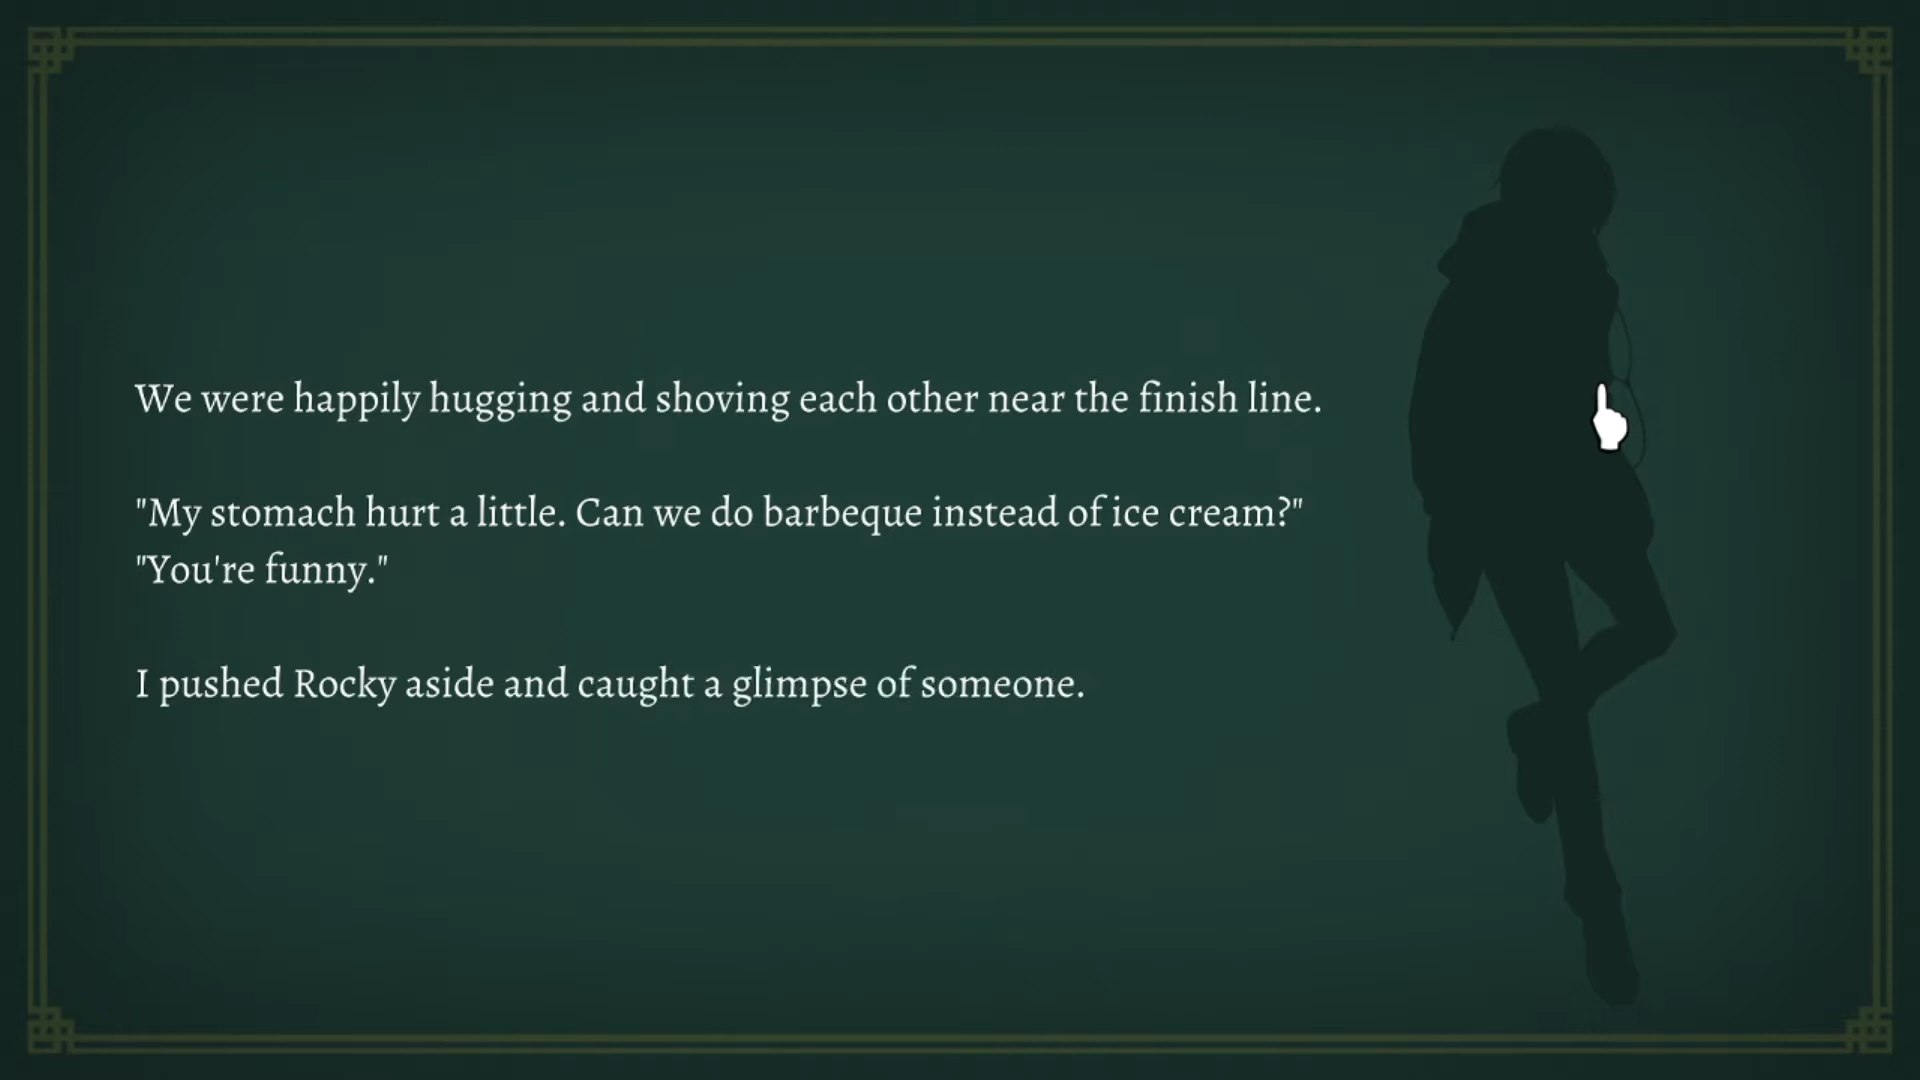 We were happily hugging and shoving each other near the finish line.
"My stomach hurt a little. Can we do barbeque instead of ice cream?"
"You're funny."
I pushed Rocky aside and caught a glimpse of someone.